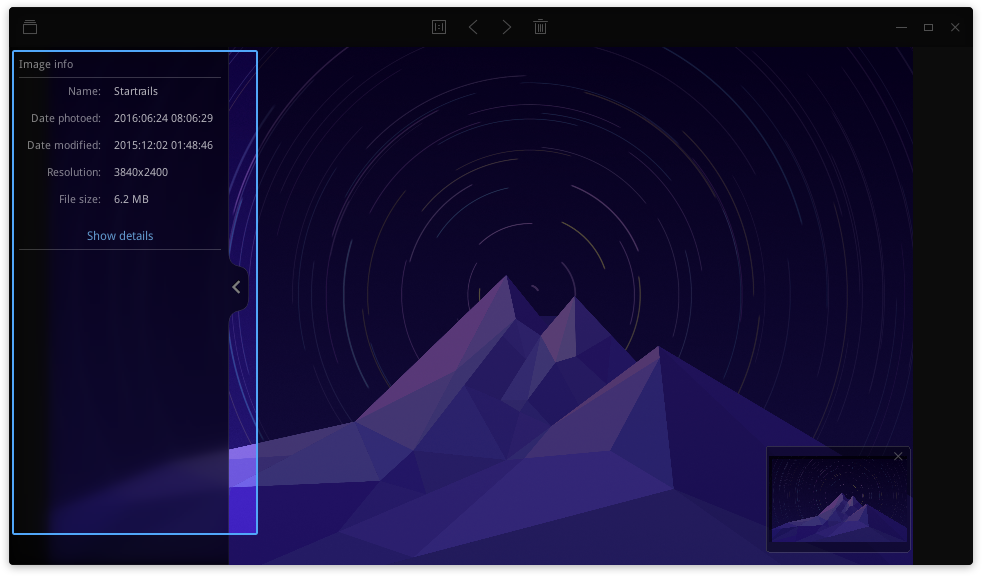 Image info
Name: Startrails
Date photoed: 2016:06:24 08:06:29
Date modified: 2015:12:02 01:48:46
Resolution: 3840x2400
File size: 6.2 MB
Show details